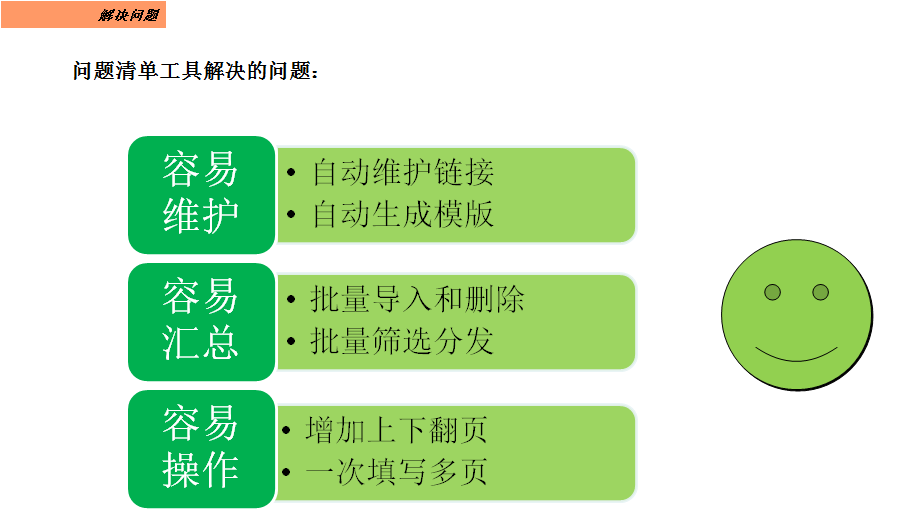 解决问题
问题清单工具解决的问题：
容易
维护
• 自动维护链接
• 自动生成模版
容易
汇总
• 批量导入和删除
• 批量筛选分发
容易
操作
• 增加上下翻页
• 一次填写多页